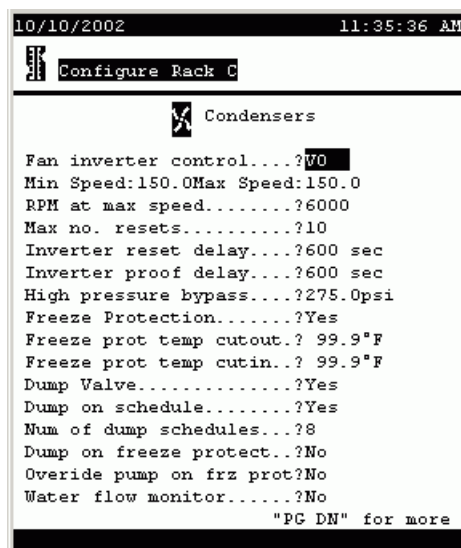 10/10/2002 11:35:36 AM
Configure Rack C
Condensers
Fan inverter control....?VO
Min Speed:150.0Max Speed:150.0
RPM at max speed........?6000
Max no. resets..........?10
Inverter reset delay....?600 sec
Inverter proof delay....?600 sec
High pressure bypass....?275.0psi
Freeze Protection.......?Yes
Freeze prot temp cutout.? 99.9°F
Freeze prot temp cutin..? 99.9°F
Dump Valve..............?Yes
Dump on schedule........?Yes
Num of dump schedules...?8
Dump on freeze protect..?No
Overide pump on frz prot?No
Water flow monitor......?No
"PG DN" for more